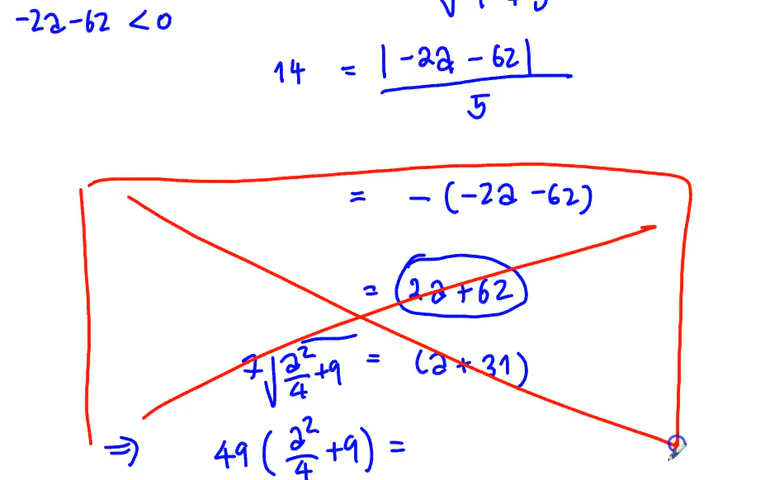 -2a-62 <0
14 = |-2a - 62| / 5
= - (-2a -62)
= 2a+62
7√(a²/4 +9) = (a + 31)
⇒ 49 ( a²/4 +9) =